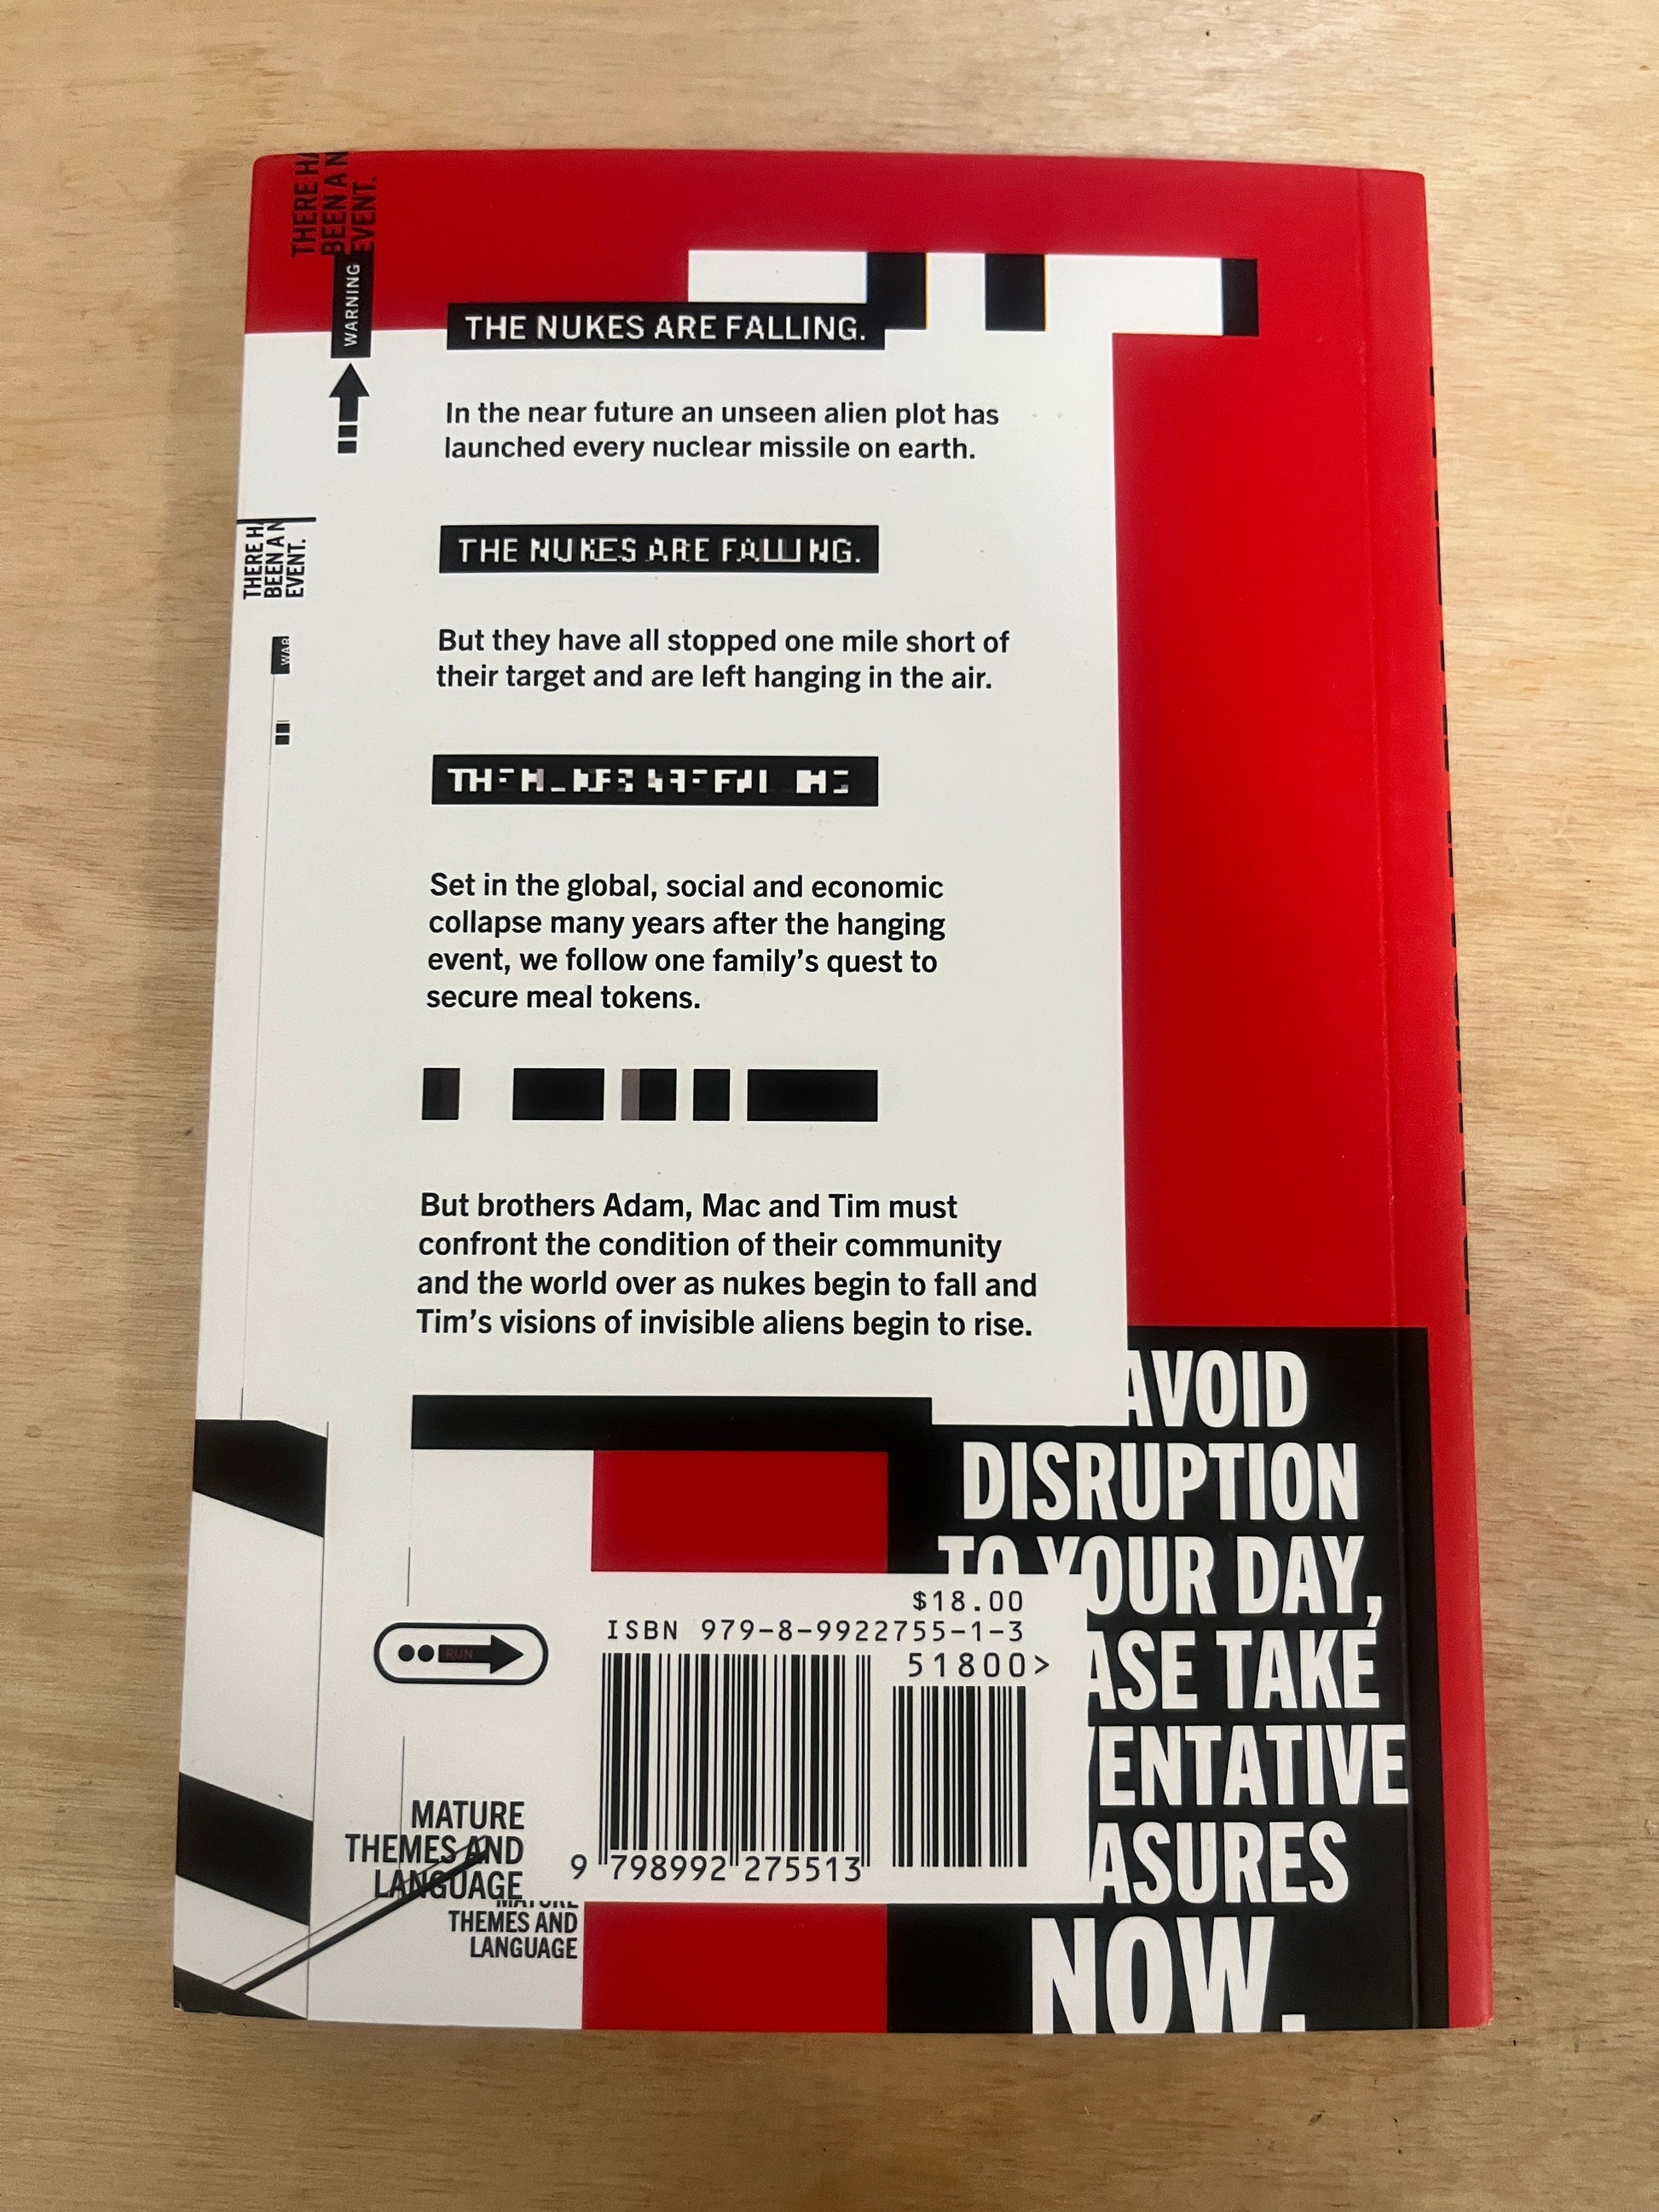 THERE
BEEN A
EVENT.
WARNING
THE NUKES ARE FALLING.
In the near future an unseen alien plot has
launched every nuclear missile on earth.
THERE
BEEN A
EVENT.
THE NUKES ARE FALLING.
But they have all stopped one mile short of
their target and are left hanging in the air.
Set in the global, social and economic
collapse many years after the hanging
event, we follow one family’s quest to
secure meal tokens.
But brothers Adam, Mac and Tim must
confront the condition of their community
and the world over as nukes begin to fall and
Tim’s visions of invisible aliens begin to rise.
AVOID
DISRUPTION
TO YOUR DAY,
ASE TAKE
ENTATIVE
ASURES
NOW.
$18.00
ISBN 979-8-9922755-1-3
51800>
9 798992 275513
RUN
MATURE
THEMES AND
LANGUAGE
MATURE
THEMES AND
LANGUAGE